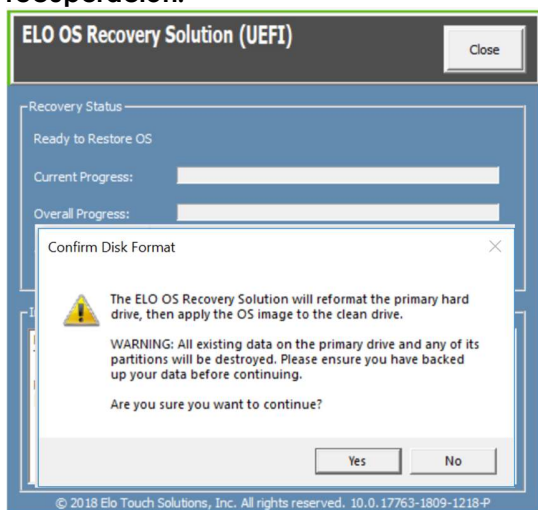 recuperación.
ELO OS Recovery Solution (UEFI)
Close
Recovery Status
Ready to Restore OS
Current Progress:
Overall Progress:
Confirm Disk Format
The ELO OS Recovery Solution will reformat the primary hard
drive, then apply the OS image to the clean drive.
WARNING: All existing data on the primary drive and any of its
partitions will be destroyed. Please ensure you have backed
up your data before continuing.
Are you sure you want to continue?
Yes
No
© 2018 Elo Touch Solutions, Inc. All rights reserved. 10.0.17763-1809-1218-P